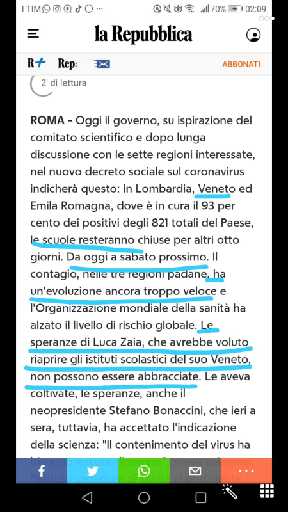 TIM
70%
02:09
la Repubblica
R+ Rep:
ABBONATI
2' di lettura
ROMA - Oggi il governo, su ispirazione del
comitato scientifico e dopo lunga
discussione con le sette regioni interessate,
nel nuovo decreto sociale sul coronavirus
indicherà questo: in Lombardia, Veneto ed
Emila Romagna, dove è in cura il 93 per
cento dei positivi degli 821 totali del Paese,
le scuole resteranno chiuse per altri otto
giorni. Da oggi a sabato prossimo. Il
contagio, nelle tre regioni padane, ha
un'evoluzione ancora troppo veloce e
l'Organizzazione mondiale della sanità ha
alzato il livello di rischio globale. Le
speranze di Luca Zaia, che avrebbe voluto
riaprire gli istituti scolastici del suo Veneto,
non possono essere abbracciate. Le aveva
coltivate, le speranze, anche il
neopresidente Stefano Bonaccini, che ieri a
sera, tuttavia, ha accettato l'indicazione
della scienza: "Il contenimento del virus ha